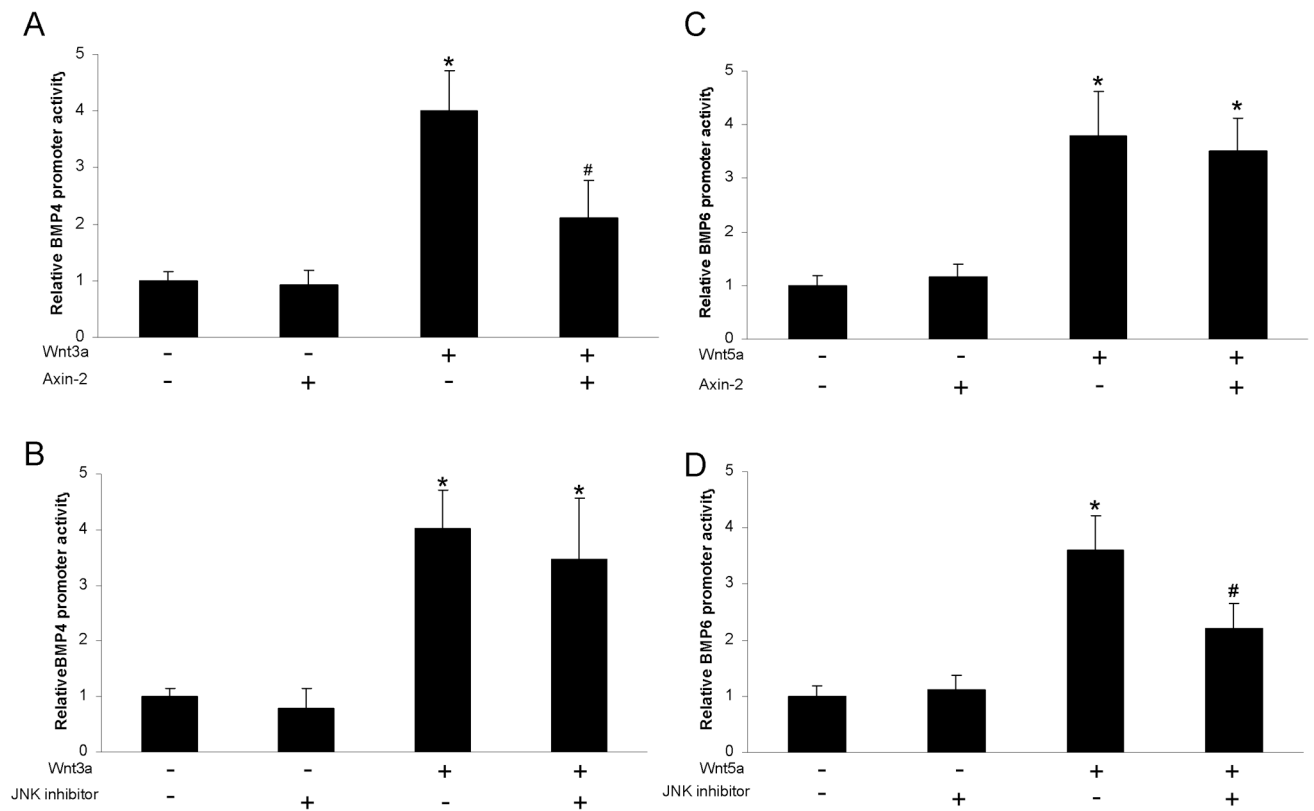 A
Relative BMP4 promoter activity
5
4
3
2
1
0
*
#
Wnt3a - - + +
Axin-2 - + - +
B
RelativeBMP4 promoter activity
5
4
3
2
1
0
*
*
Wnt3a - - + +
JNK inhibitor - + - +
C
Relative BMP6 promoter activity
5
4
3
2
1
0
*
*
Wnt5a - - + +
Axin-2 - + - +
D
Relative BMP6 promoter activity
5
4
3
2
1
0
*
#
Wnt5a - - + +
JNK inhibitor - + - +